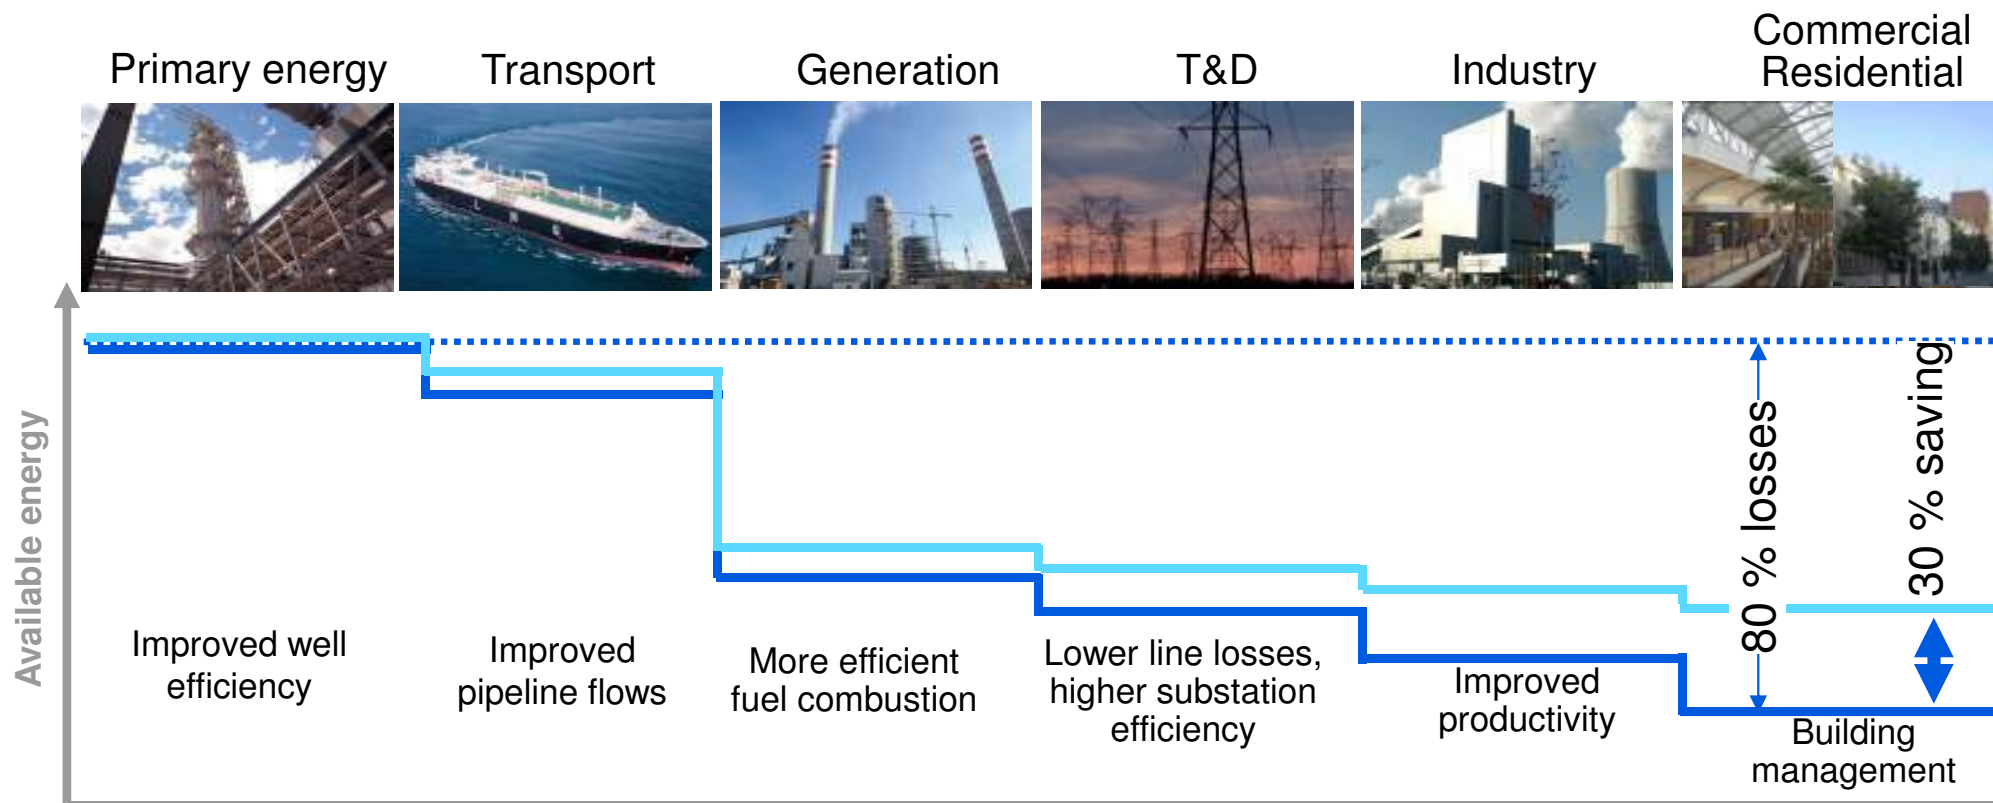 Primary energy
Transport
Generation
T&D
Industry
Commercial
Residential
Available energy
80 % losses
30 % saving
Improved well
efficiency
Improved
pipeline flows
More efficient
fuel combustion
Lower line losses,
higher substation
efficiency
Improved
productivity
Building
management